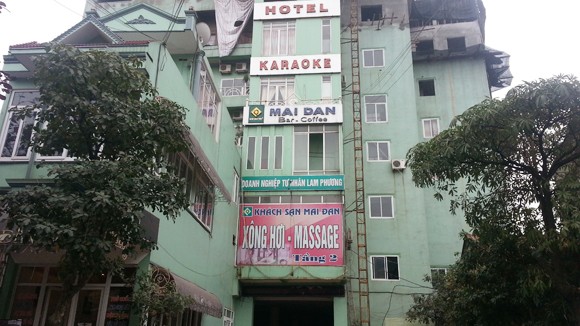 HOTEL
KARAOKE
MAI DAN
Bar - Coffee
DOANH NGHIỆP TƯ NHÂN LAM PHƯƠNG
KHÁCH SẠN MAI ĐAN
XÔNG HƠI - MASSAGE
Tầng 2